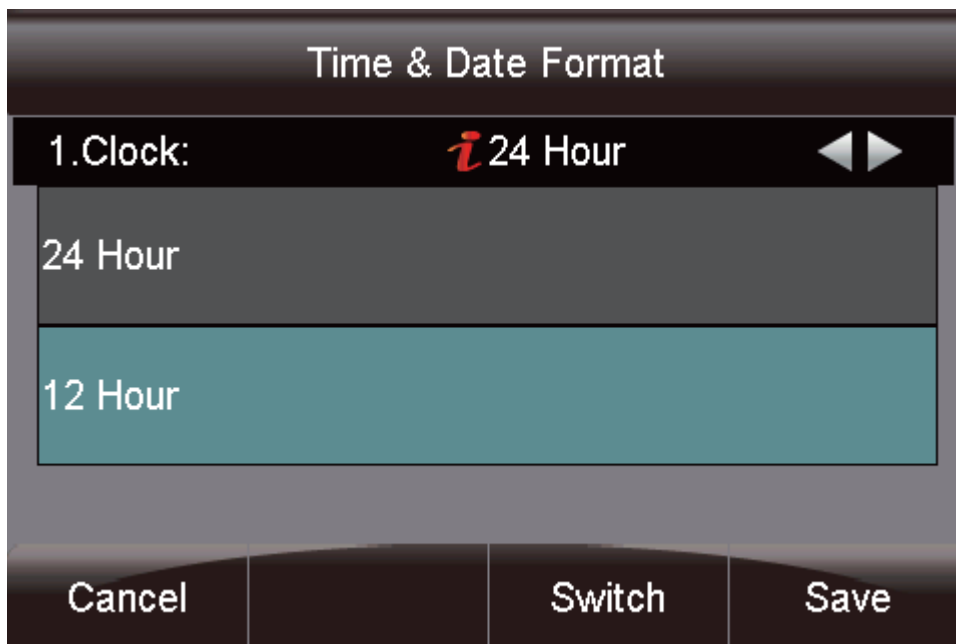 Time & Date Format
1.Clock: i 24 Hour
24 Hour
12 Hour
Cancel Switch Save